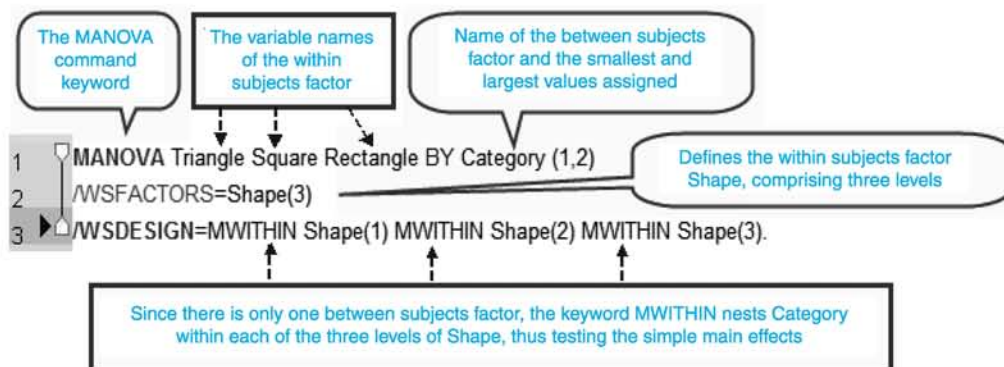 The MANOVA
command
keyword
The variable names
of the within
subjects factor
Name of the between subjects
factor and the smallest and
largest values assigned
1 MANOVA Triangle Square Rectangle BY Category (1,2)
Defines the within subjects factor
Shape, comprising three levels
2 /WSFACTORS=Shape(3)
3 /WSDESIGN=MWITHIN Shape(1) MWITHIN Shape(2) MWITHIN Shape(3).
Since there is only one between subjects factor, the keyword MWITHIN nests Category
within each of the three levels of Shape, thus testing the simple main effects